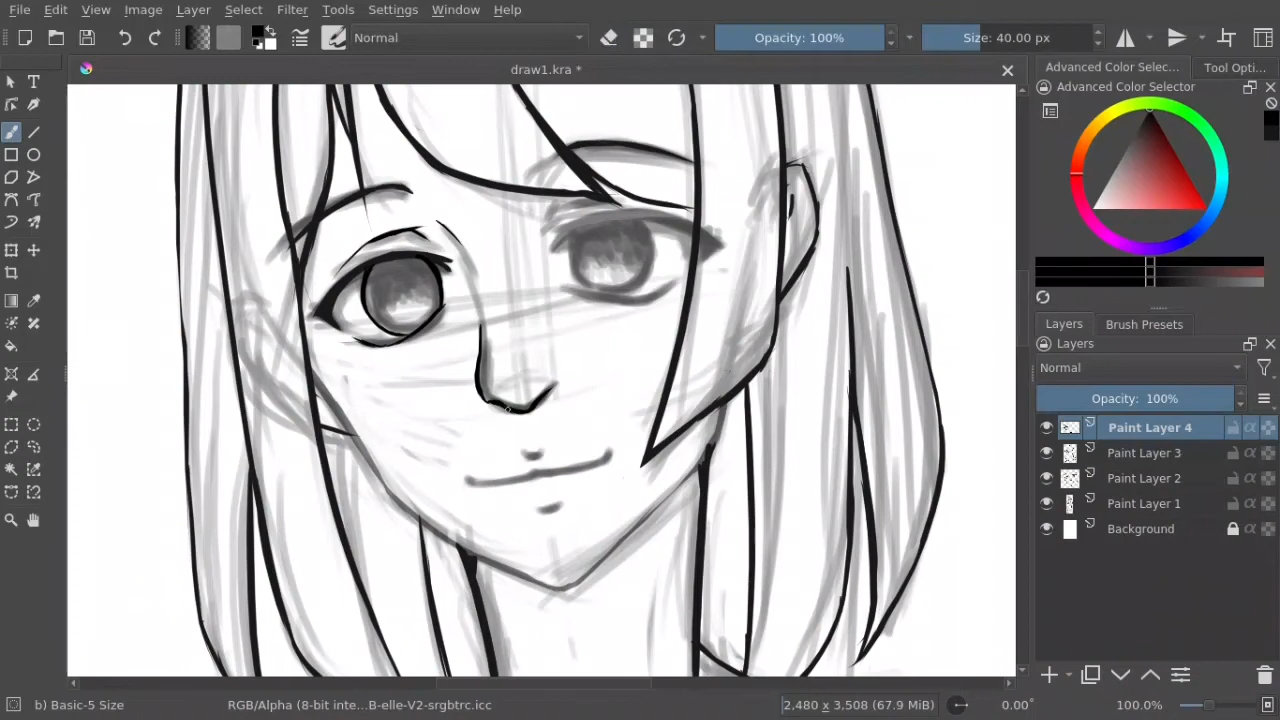 File Edit View Image Layer Select Filter Tools Settings Window Help
Normal Opacity: 100% Size: 40.00 px
draw1.kra *
Advanced Color Selec... Tool Opti...
Advanced Color Selector
Layers Brush Presets
Layers
Normal
Opacity: 100%
Paint Layer 4
Paint Layer 3
Paint Layer 2
Paint Layer 1
Background
b) Basic-5 Size RGB/Alpha (8-bit inte...B-elle-V2-srgbtrc.icc 2,480 x 3,508 (67.9 MiB) 0.00° 100.0%